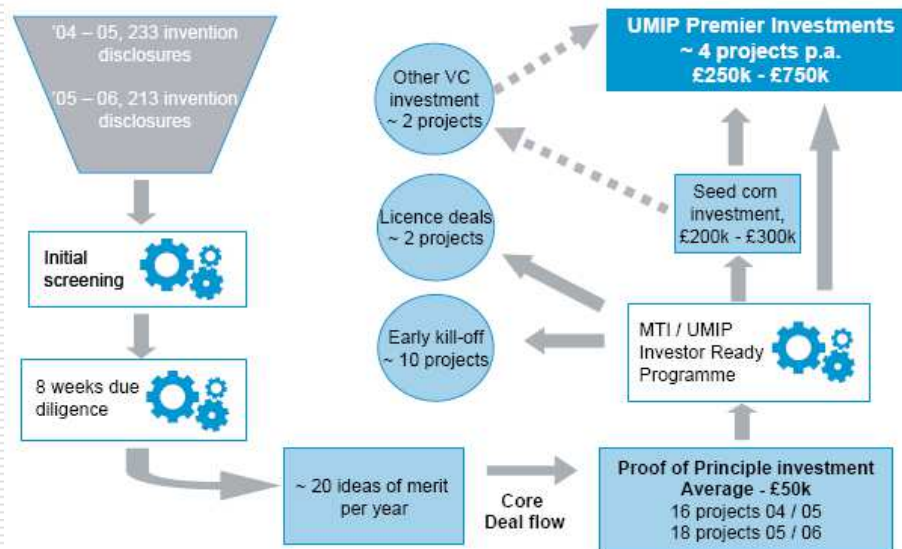 '04 – 05, 233 invention
disclosures
'05 – 06, 213 invention
disclosures
Initial
screening
8 weeks due
diligence
~ 20 ideas of merit
per year
Core
Deal flow
Proof of Principle investment
Average - £50k
16 projects 04 / 05
18 projects 05 / 06
MTI / UMIP
Investor Ready
Programme
Early kill-off
~ 10 projects
Licence deals
~ 2 projects
Seed corn
investment,
£200k - £300k
Other VC
investment
~ 2 projects
UMIP Premier Investments
~ 4 projects p.a.
£250k - £750k